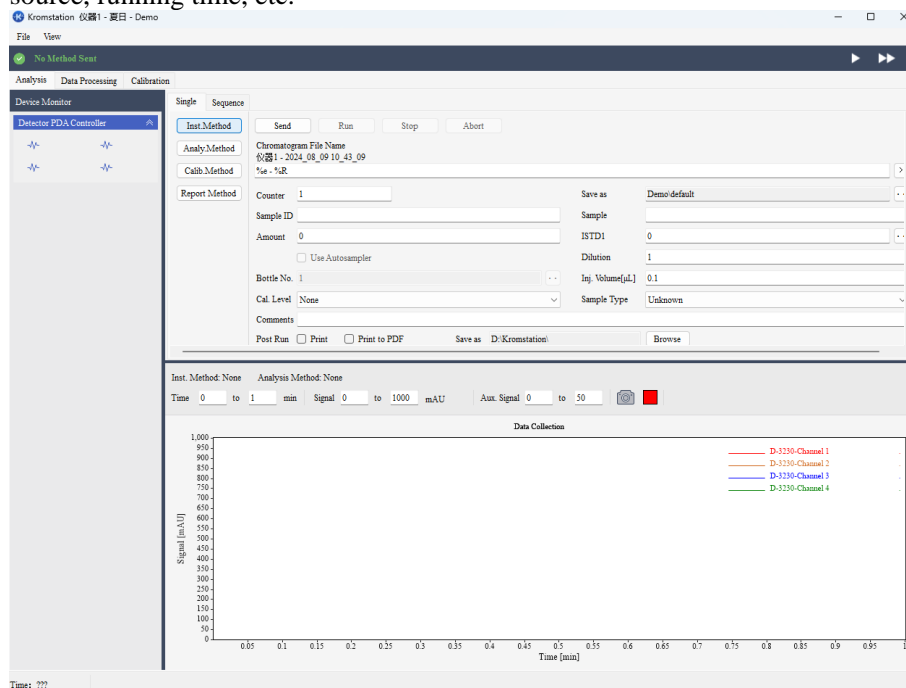 source, running time, etc.
Kromstation 仪器1 - 夏日 - Demo
File View
No Method Sent
Analysis Data Processing Calibration
Device Monitor
Detector PDA Controller
Single Sequence
Inst.Method Send Run Stop Abort
Analy.Method
Calib.Method
Report Method
Chromatogram File Name
仪器1 - 2024_08_09 10_43_09
%e - %R
Counter 1 Save as Demo\default
Sample ID Sample
Amount 0 ISTD1 0
Use Autosampler Dilution 1
Bottle No. 1 Inj. Volume[µL] 0.1
Cal. Level None Sample Type Unknown
Comments
Post Run Print Print to PDF Save as D:\Kromstation\ Browse
Inst. Method: None Analysis Method: None
Time 0 to 1 min Signal 0 to 1000 mAU Aux. Signal 0 to 50
Data Collection
D-3230-Channel 1
D-3230-Channel 2
D-3230-Channel 3
D-3230-Channel 4
Signal [mAU]
1,000
950
900
850
800
750
700
650
600
550
500
450
400
350
300
250
200
150
100
50
0
0.05 0.1 0.15 0.2 0.25 0.3 0.35 0.4 0.45 0.5 0.55 0.6 0.65 0.7 0.75 0.8 0.85 0.9 0.95 1
Time [min]
Time: ???